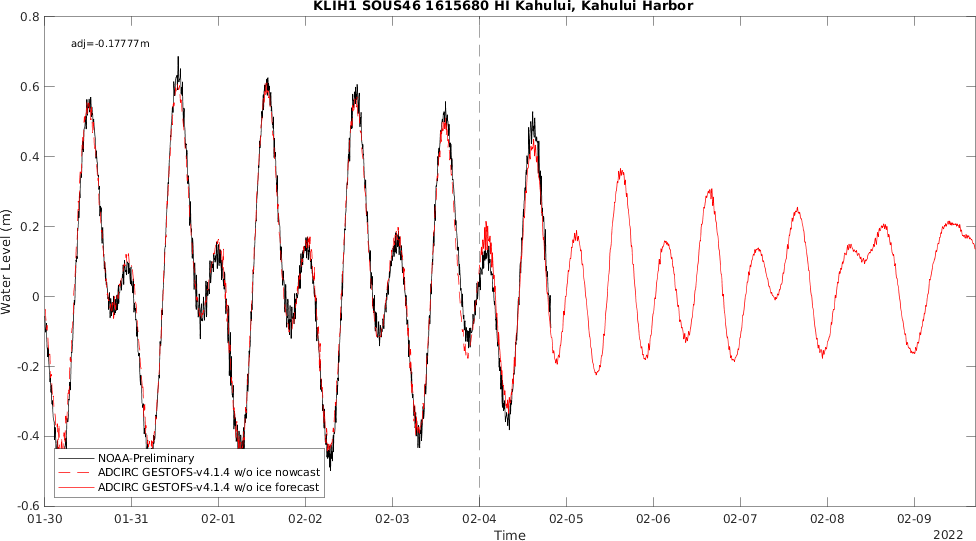 KLIH1 SOUS46 1615680 HI Kahului, Kahului Harbor
0.8
adj=-0.17777m
0.6
0.4
0.2
0
-0.2
-0.4
-0.6
Water Level (m)
NOAA-Preliminary
ADCIRC GESTOFS-v4.1.4 w/o ice nowcast
ADCIRC GESTOFS-v4.1.4 w/o ice forecast
01-30 01-31 02-01 02-02 02-03 02-04 02-05 02-06 02-07 02-08 02-09
Time
2022